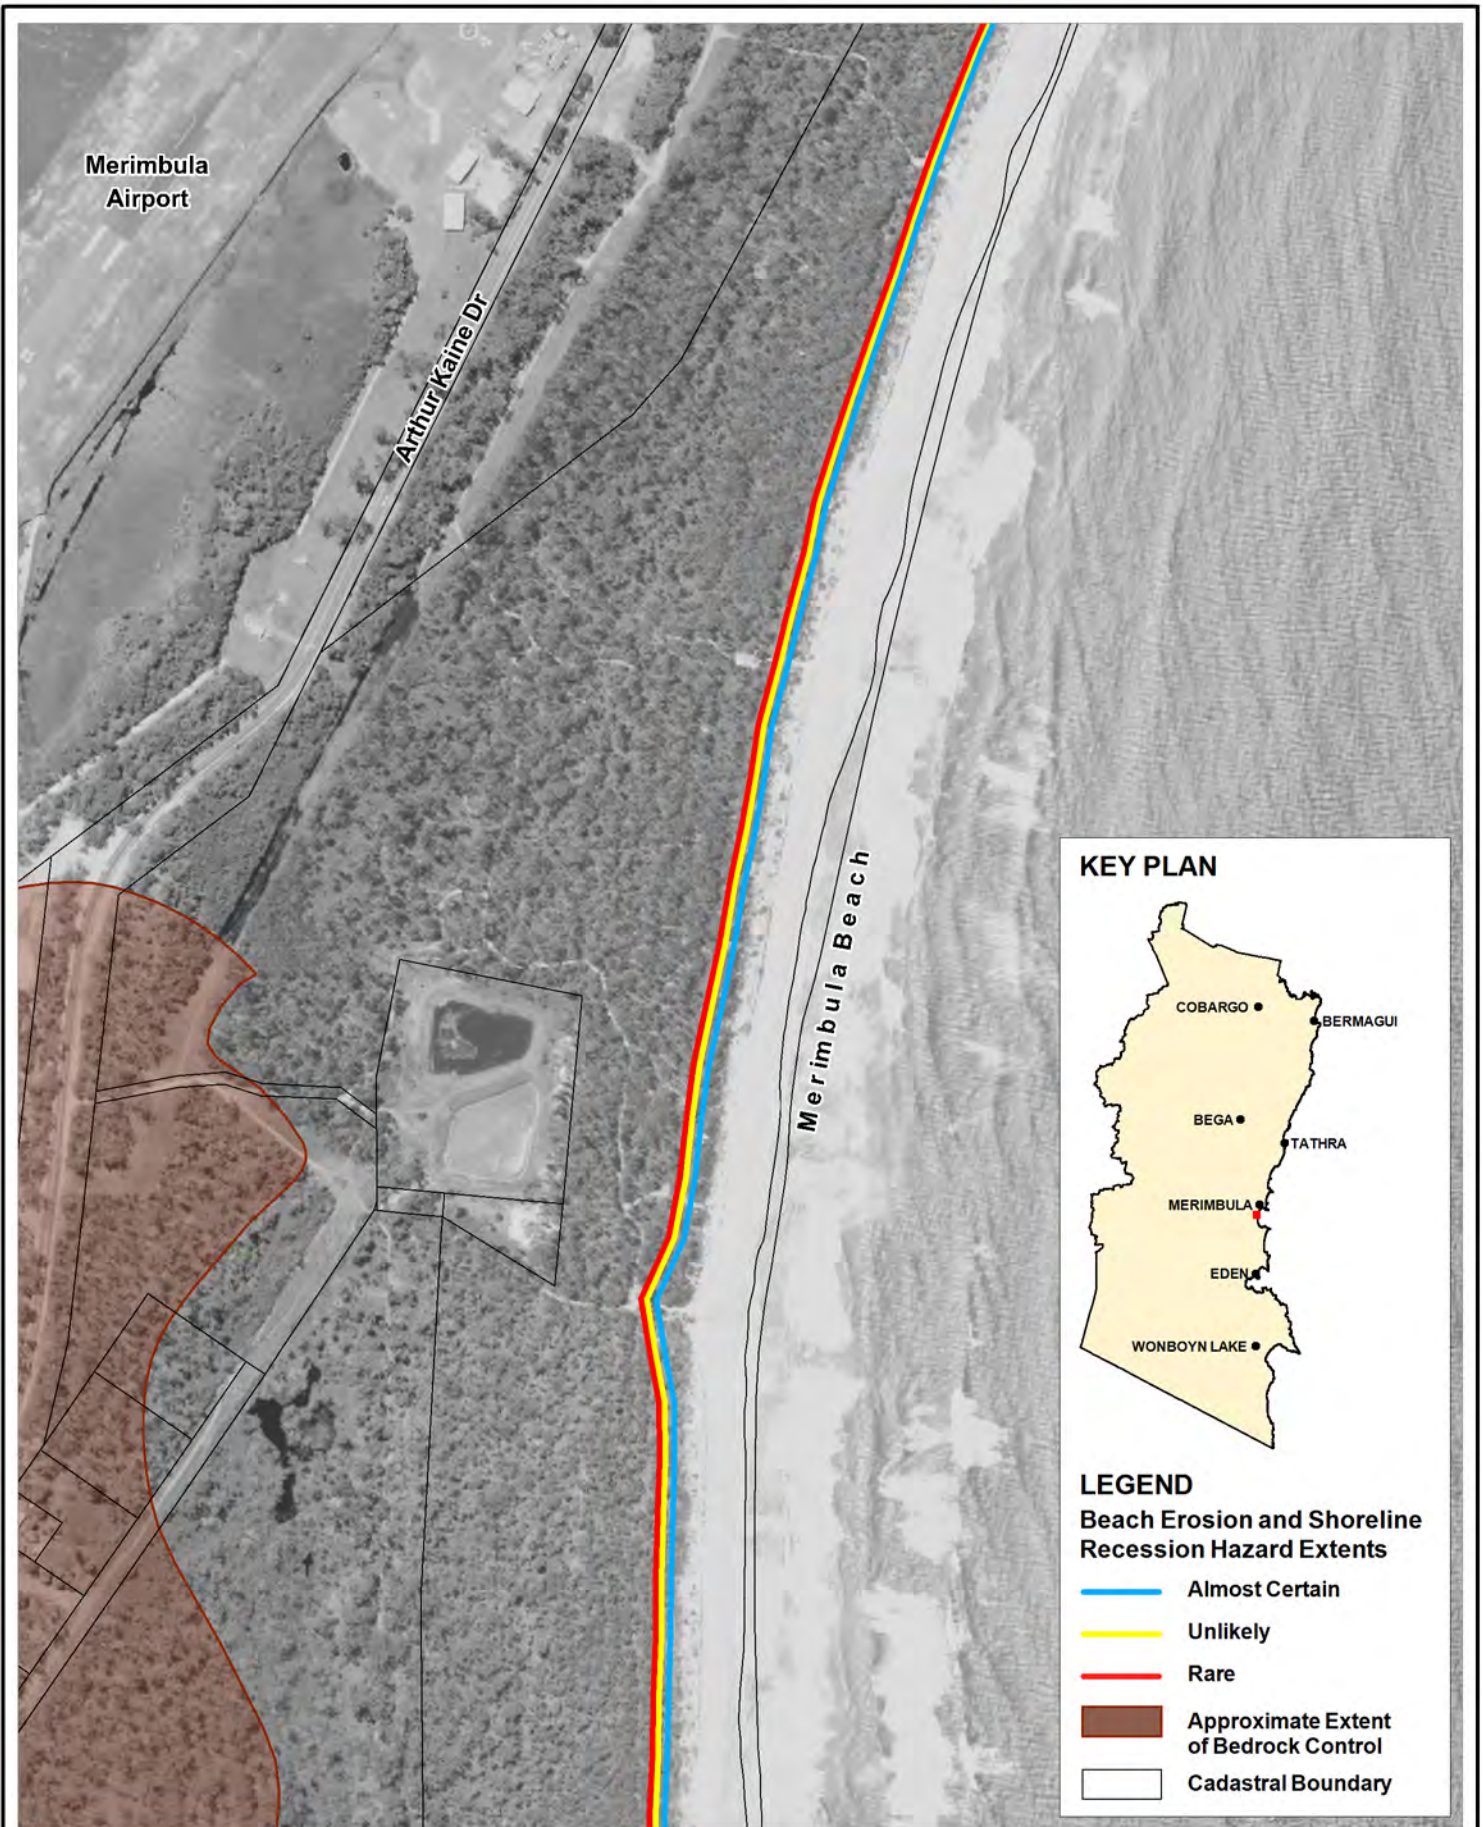 Merimbula
Airport
Arthur Kaine Dr
Merimbula Beach
KEY PLAN
COBARGO
BERMAGUI
BEGA
TATHRA
MERIMBULA
EDEN
WONBOYN LAKE
LEGEND
Beach Erosion and Shoreline
Recession Hazard Extents
Almost Certain
Unlikely
Rare
Approximate Extent
of Bedrock Control
Cadastral Boundary